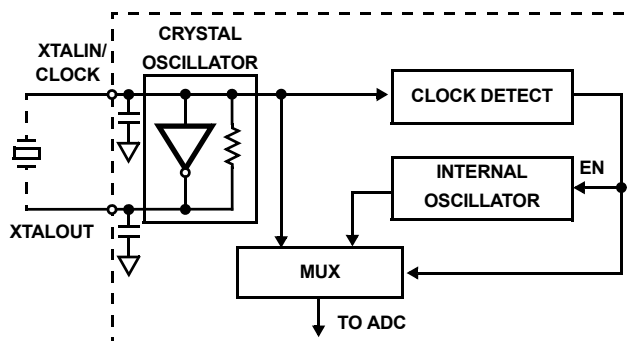 CRYSTAL
OSCILLATOR
XTALIN/
CLOCK
CLOCK DETECT
INTERNAL
OSCILLATOR
EN
XTALOUT
MUX
TO ADC